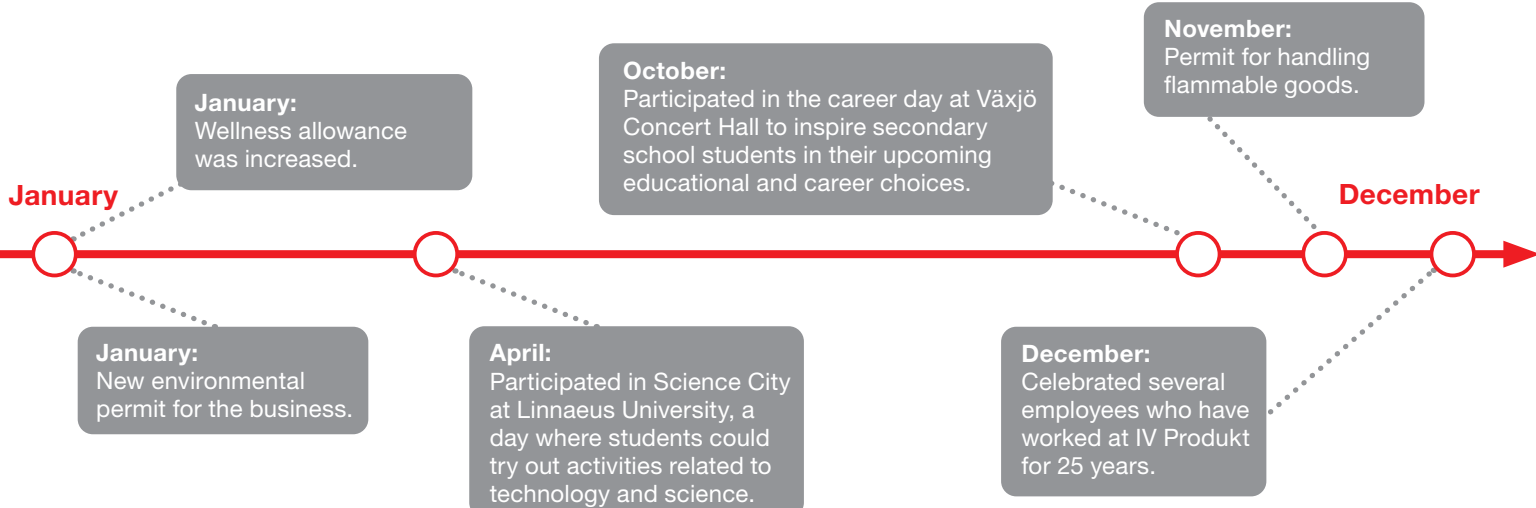 January
January:
Wellness allowance
was increased.
October:
Participated in the career day at Växjö
Concert Hall to inspire secondary
school students in their upcoming
educational and career choices.
November:
Permit for handling
flammable goods.
December
January:
New environmental
permit for the business.
April:
Participated in Science City
at Linnaeus University, a
day where students could
try out activities related to
technology and science.
December:
Celebrated several
employees who have
worked at IV Produkt
for 25 years.